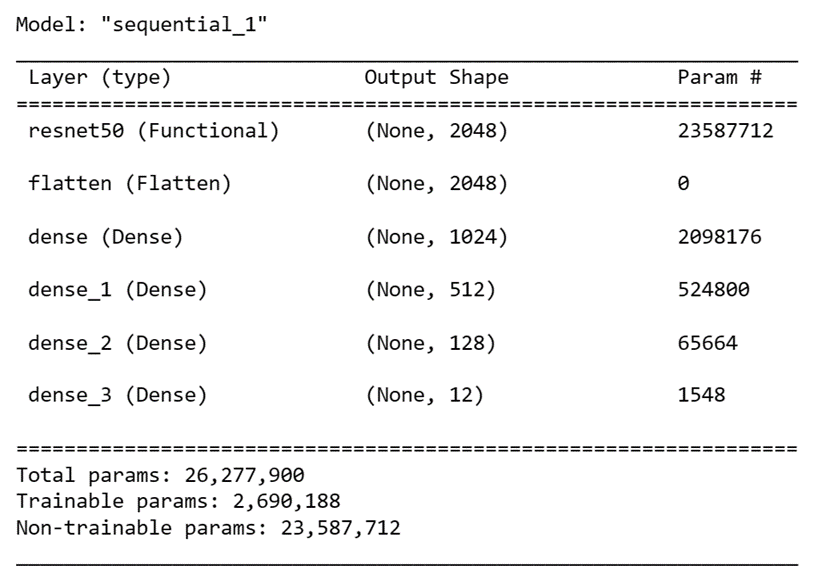 Model: "sequential_1"
Layer (type) Output Shape Param #
=================================================================
resnet50 (Functional) (None, 2048) 23587712
flatten (Flatten) (None, 2048) 0
dense (Dense) (None, 1024) 2098176
dense_1 (Dense) (None, 512) 524800
dense_2 (Dense) (None, 128) 65664
dense_3 (Dense) (None, 12) 1548
=================================================================
Total params: 26,277,900
Trainable params: 2,690,188
Non-trainable params: 23,587,712